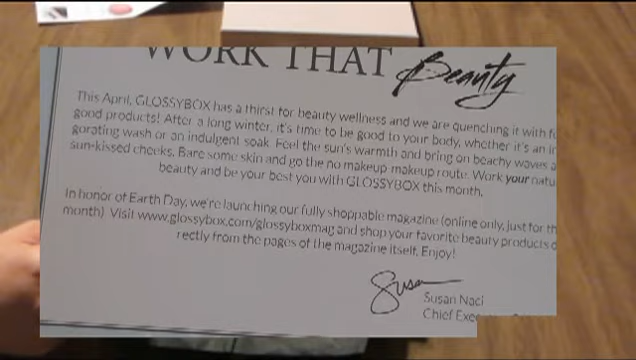 WORK THAT Beauty
This April, GLOSSYBOX has a thirst for beauty wellness and we are quenching it with
good products! After a long winter, it's time to be good to your body, whether it's an
gorating wash or an indulgent soak. Feel the sun's warmth and bring on beachy waves
sun-kissed cheeks. Bare some skin and go the no makeup-makeup route. Work your natu
beauty and be your best you with GLOSSYBOX this month.
In honor of Earth Day, we're launching our fully shoppable magazine (online only, just for th
month) Visit www.glossybox.com/glossyboxmag and shop your favorite beauty products
rectly from the pages of the magazine itself. Enjoy!
Susan
Susan Naci
Chief